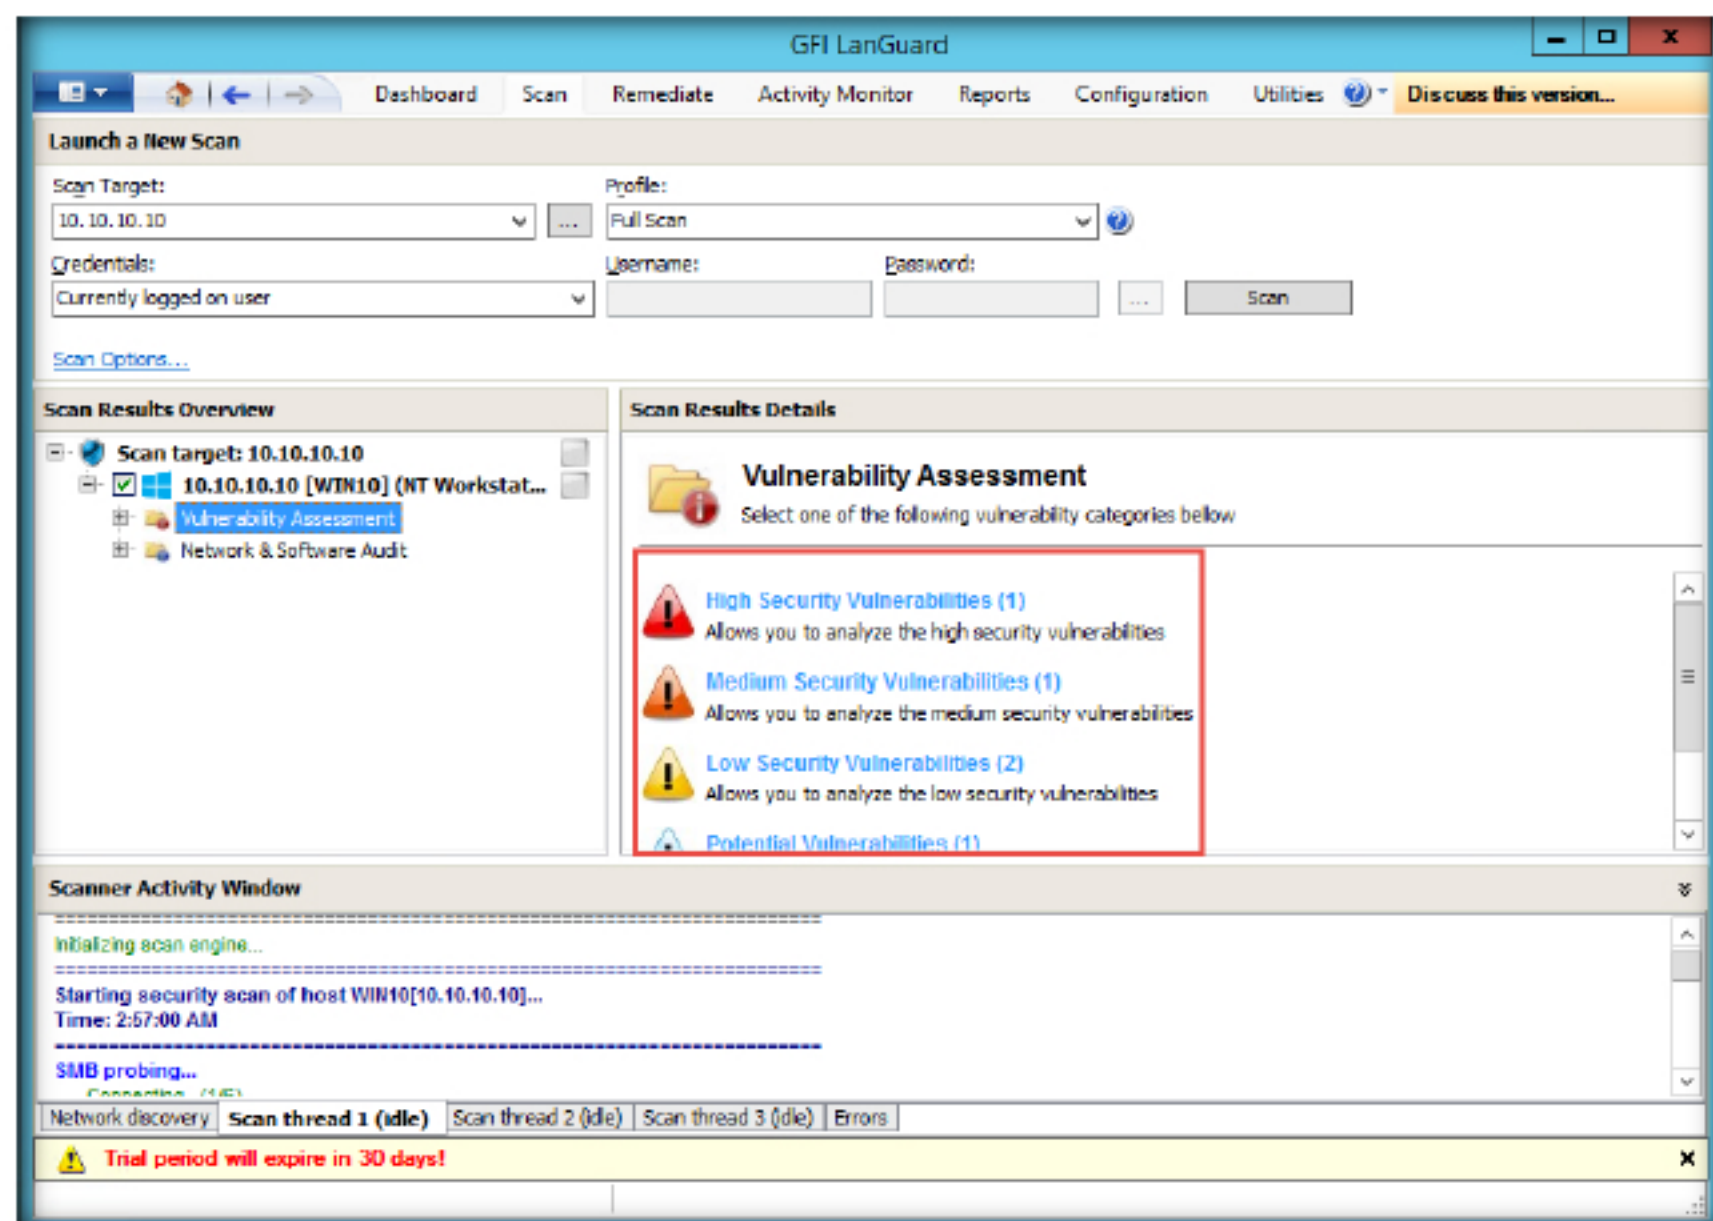 GFI LanGuard
Dashboard Scan Remediate Activity Monitor Reports Configuration Utilities Discuss this version...
Launch a New Scan
Scan Target: Profile:
10.10.10.10 ... Full Scan
Credentials: Username: Password:
Currently logged on user ... Scan
Scan Options...
Scan Results Overview
Scan target: 10.10.10.10
10.10.10.10 [WIN10] (NT Workstat...
Vulnerability Assessment
Network & Software Audit
Scan Results Details
Vulnerability Assessment
Select one of the following vulnerability categories bellow
High Security Vulnerabilities (1)
Allows you to analyze the high security vulnerabilities
Medium Security Vulnerabilities (1)
Allows you to analyze the medium security vulnerabilities
Low Security Vulnerabilities (2)
Allows you to analyze the low security vulnerabilities
Potential Vulnerabilities (1)
Scanner Activity Window
Initializing scan engine...
Starting security scan of host WIN10[10.10.10.10]...
Time: 2:57:00 AM
SMB probing...
Connecting... (1/5)
Network discovery Scan thread 1 (idle) Scan thread 2 (idle) Scan thread 3 (idle) Errors
Trial period will expire in 30 days!